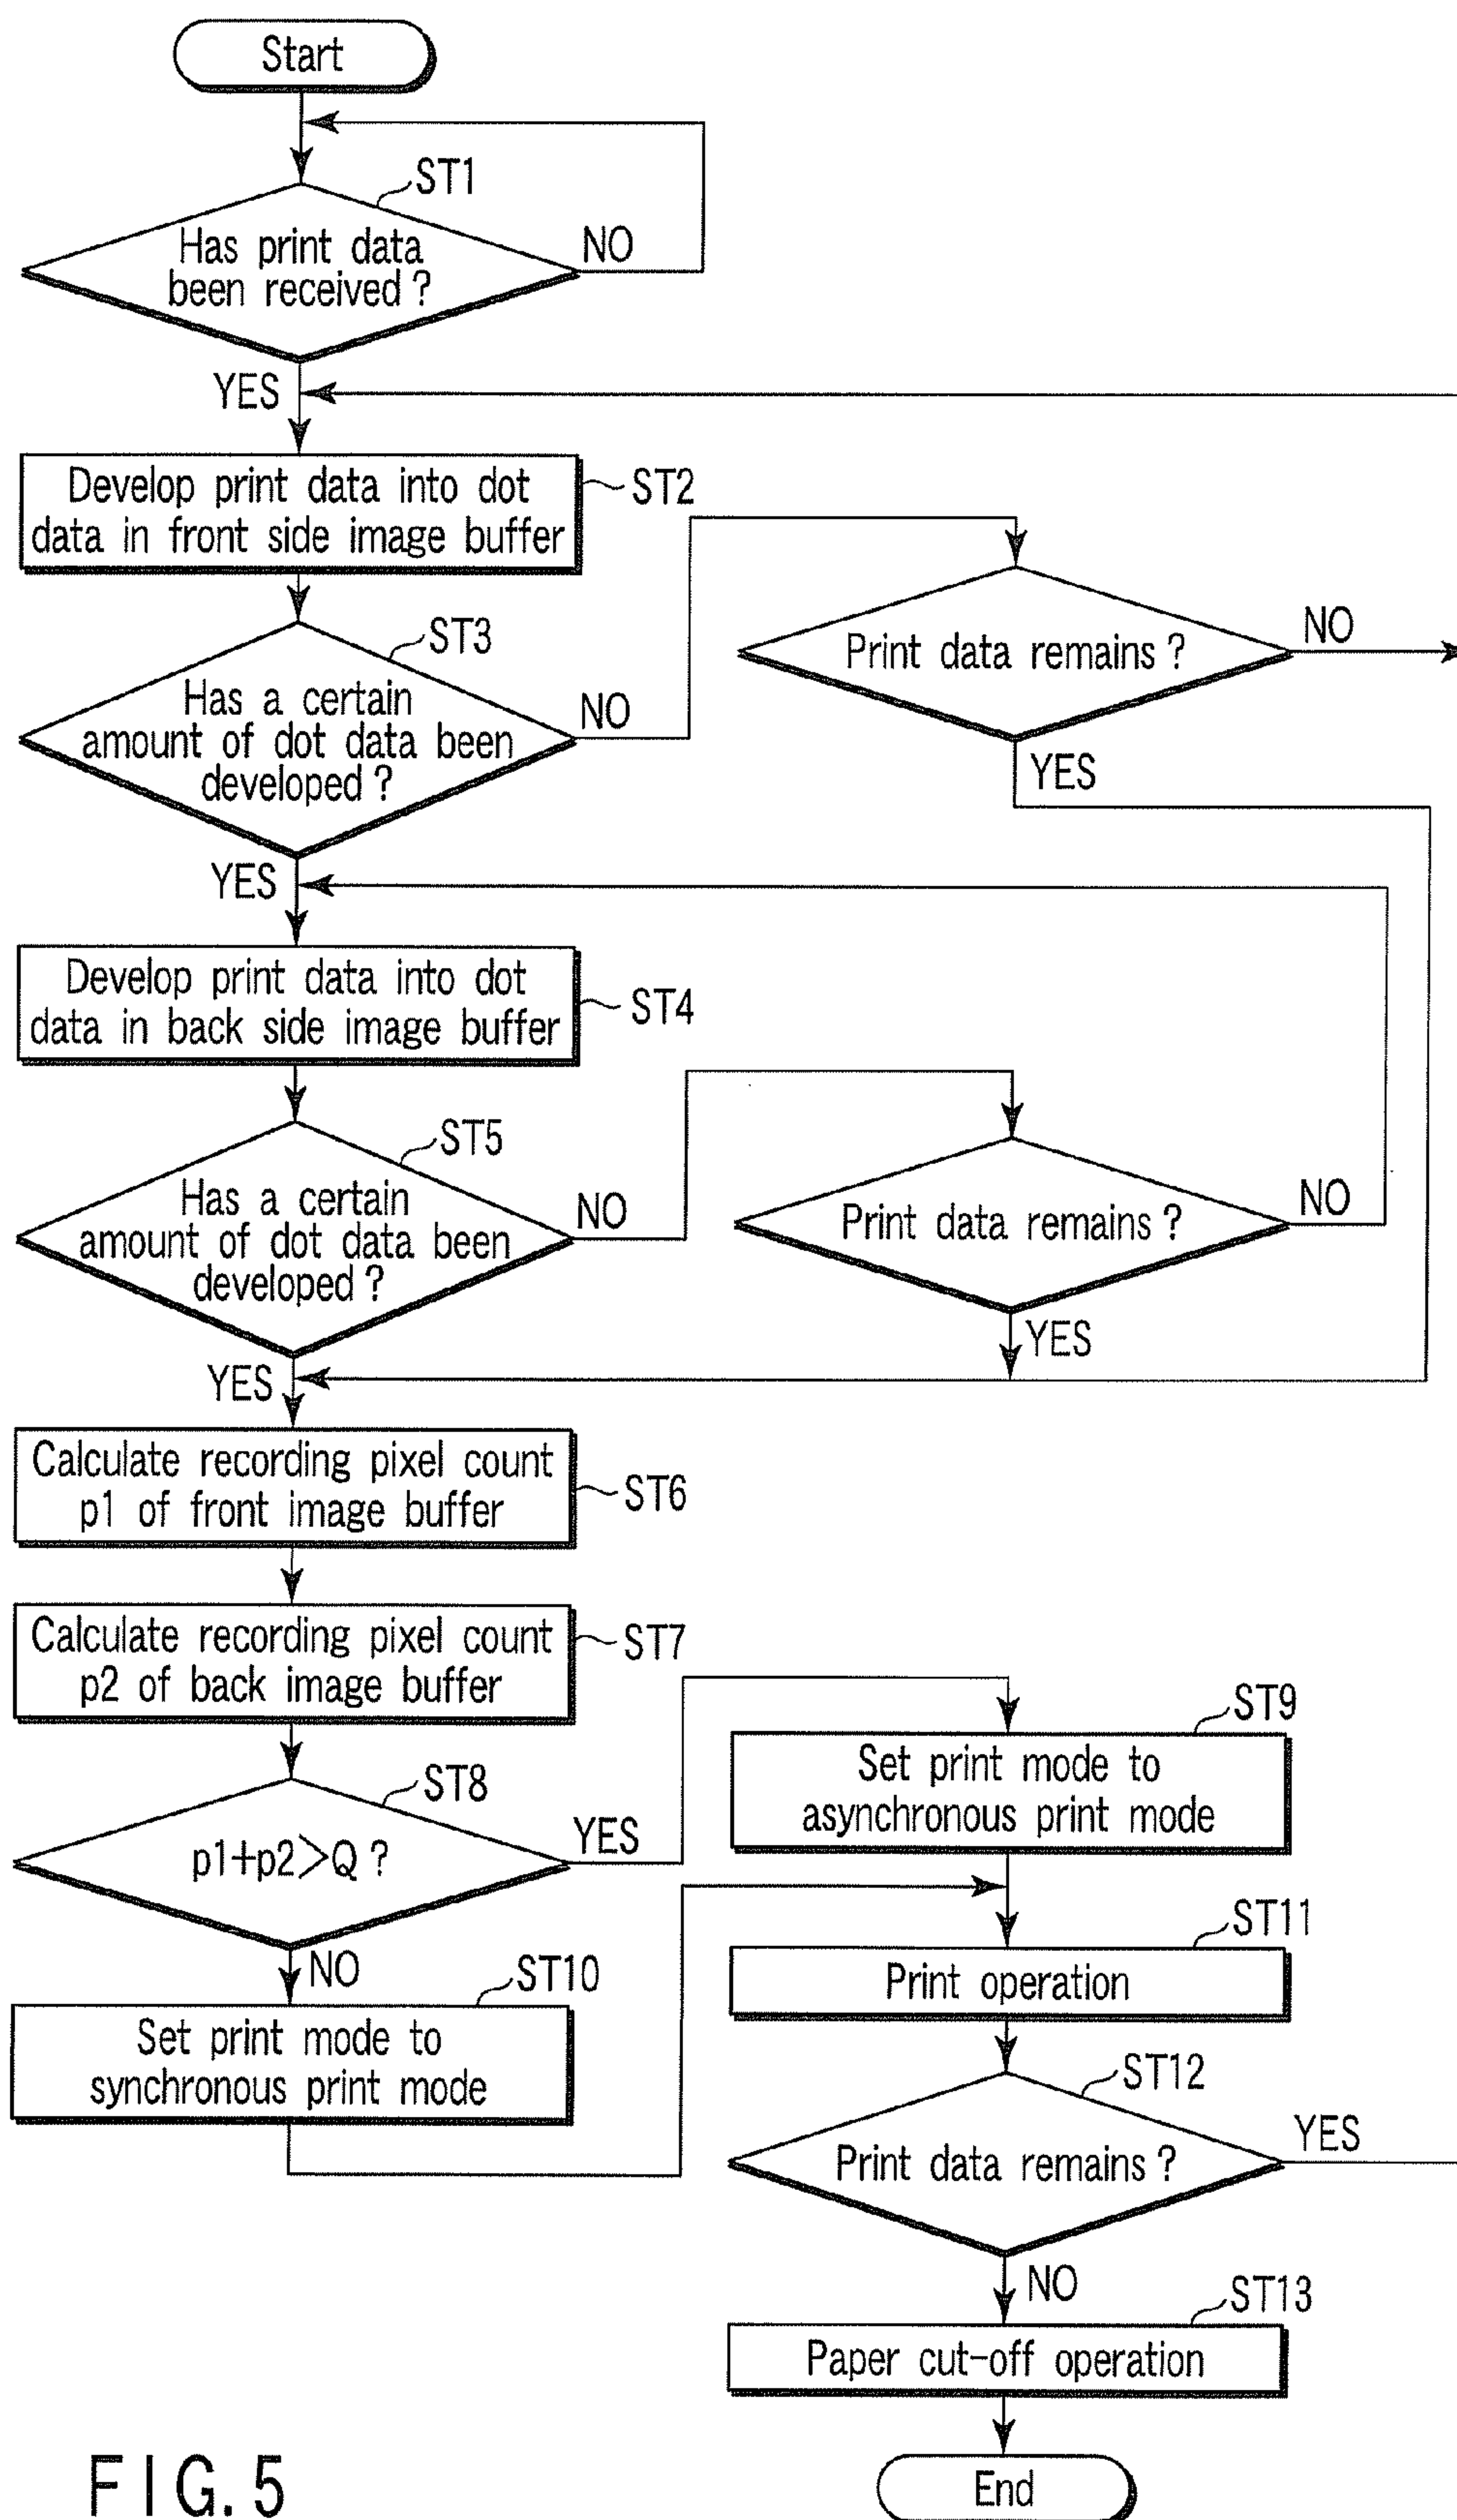 Start
ST1
Has print data
been received ?
NO
YES
Develop print data into dot
data in front side image buffer
ST2
ST3
Has a certain
amount of dot data been
developed ?
NO
Print data remains ?
NO
YES
YES
Develop print data into dot
data in back side image buffer
ST4
ST5
Has a certain
amount of dot data been
developed ?
NO
Print data remains ?
NO
YES
YES
Calculate recording pixel count
p1 of front image buffer
ST6
Calculate recording pixel count
p2 of back image buffer
ST7
ST8
p1+p2>Q ?
YES
NO
ST9
Set print mode to
asynchronous print mode
ST10
Set print mode to
synchronous print mode
ST11
Print operation
ST12
Print data remains ?
YES
NO
ST13
Paper cut-off operation
End
FIG. 5